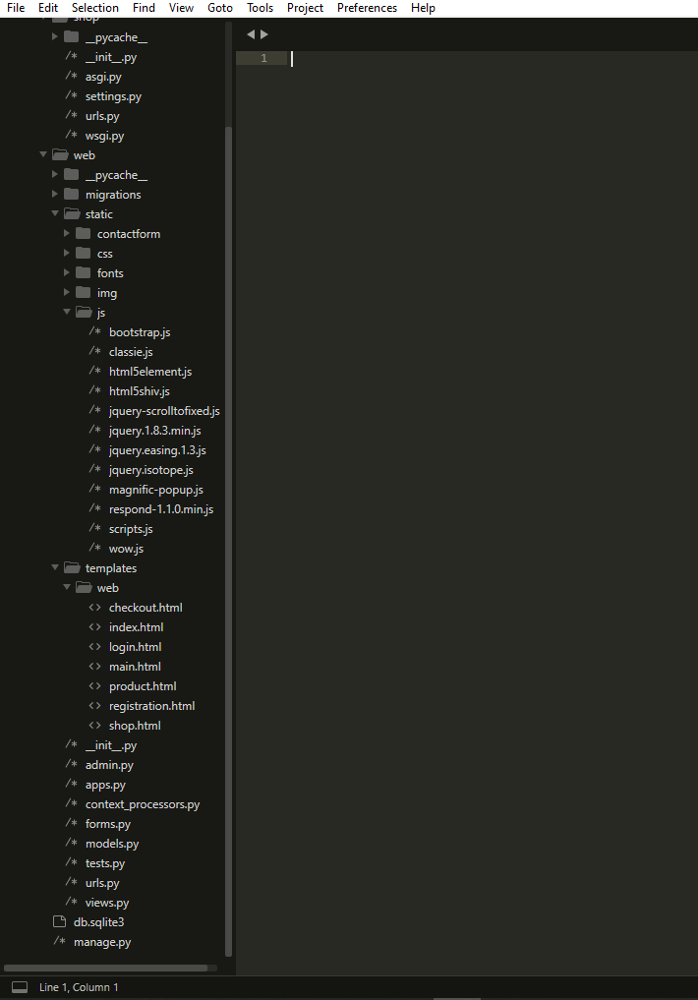 File Edit Selection Find View Goto Tools Project Preferences Help
shop
__pycache__
/* __init__.py
/* asgi.py
/* settings.py
/* urls.py
/* wsgi.py
web
__pycache__
migrations
static
contactform
css
fonts
img
js
/* bootstrap.js
/* classie.js
/* html5element.js
/* html5shiv.js
/* jquery-scrolltofixed.js
/* jquery.1.8.3.min.js
/* jquery.easing.1.3.js
/* jquery.isotope.js
/* magnific-popup.js
/* respond-1.1.0.min.js
/* scripts.js
/* wow.js
templates
web
<> checkout.html
<> index.html
<> login.html
<> main.html
<> product.html
<> registration.html
<> shop.html
/* __init__.py
/* admin.py
/* apps.py
/* context_processors.py
/* forms.py
/* models.py
/* tests.py
/* urls.py
/* views.py
db.sqlite3
/* manage.py
1
Line 1, Column 1